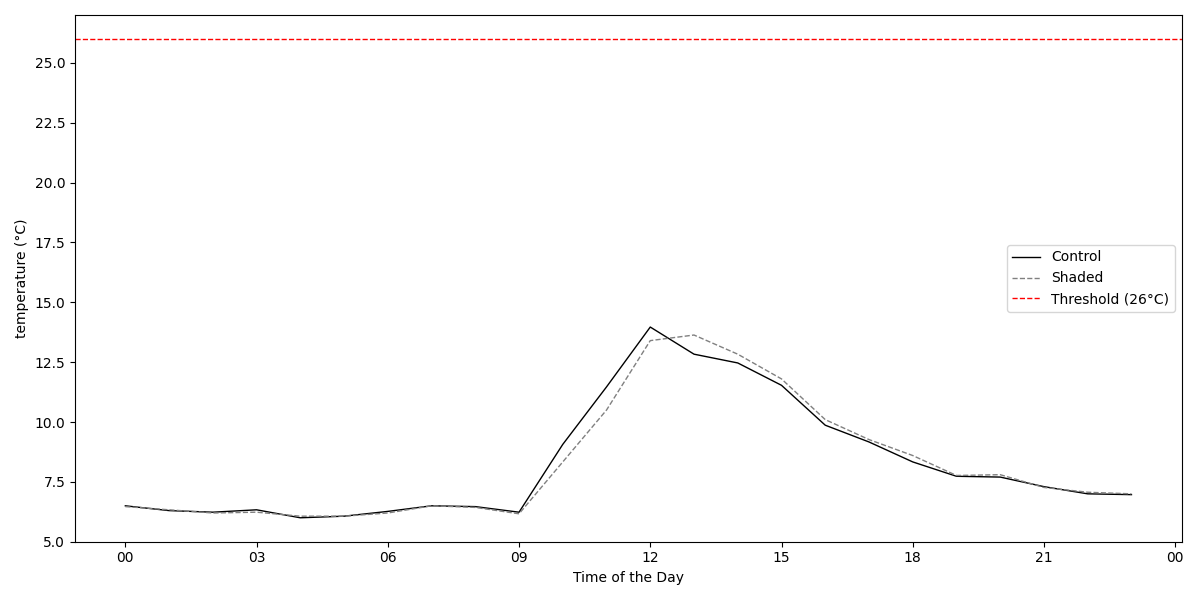 25.0
22.5
20.0
17.5
15.0
12.5
10.0
7.5
5.0
temperature (°C)
Control
Shaded
Threshold (26°C)
00 03 06 09 12 15 18 21 00
Time of the Day